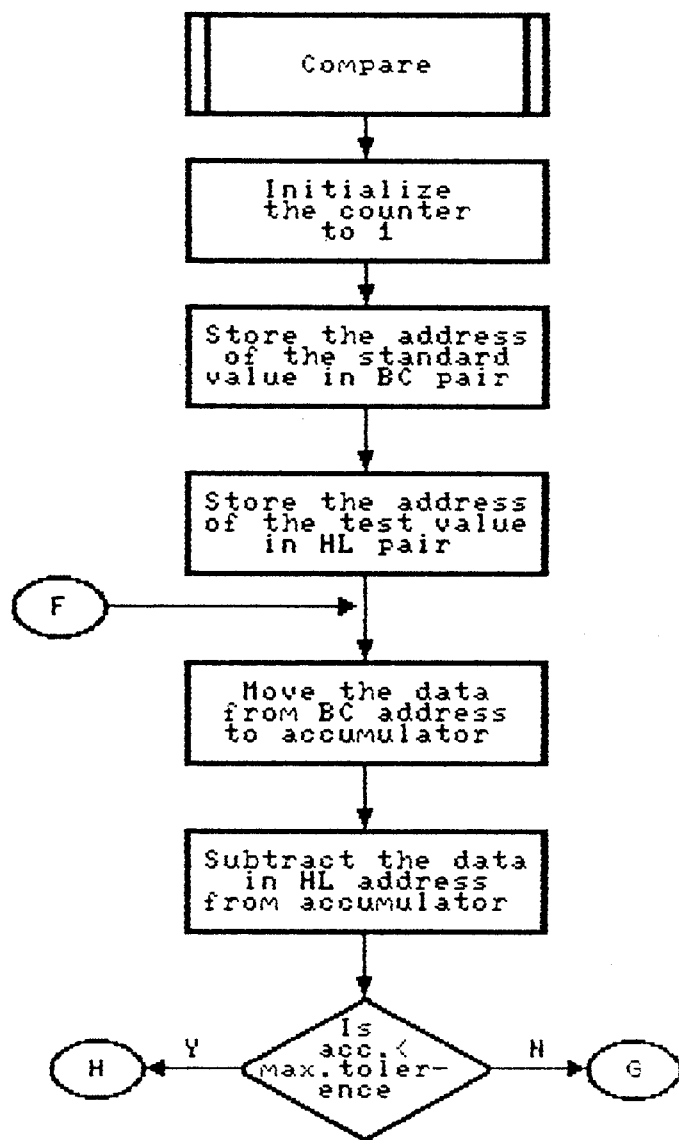 Compare
Initialize
the counter
to 1
Store the address
of the standard
value in BC pair
Store the address
of the test value
in HL pair
F
Move the data
from BC address
to accumulator
Subtract the data
in HL address
from accumulator
Is
acc.<
max.toler-
ence
Y
N
H
G